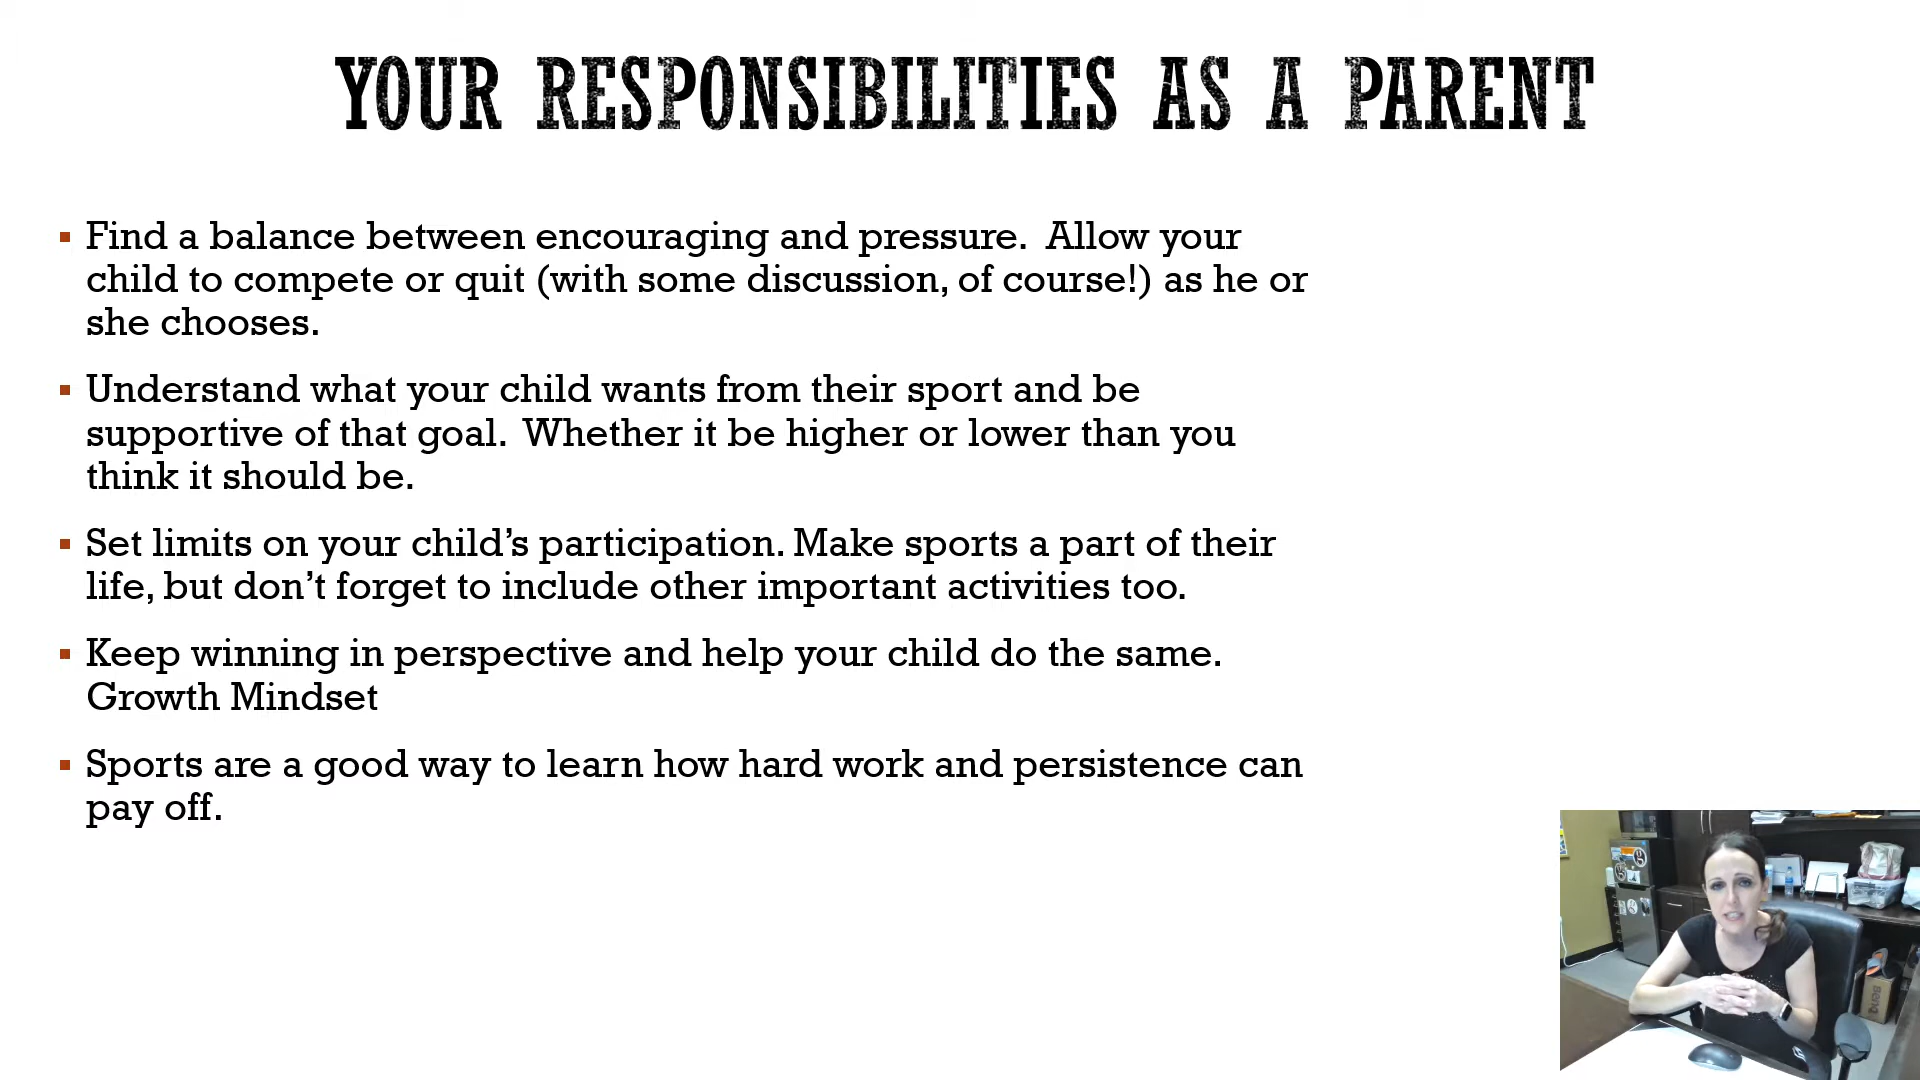 YOUR RESPONSIBILITIES AS A PARENT
Find a balance between encouraging and pressure.  Allow your
child to compete or quit (with some discussion, of course!) as he or
she chooses.
Understand what your child wants from their sport and be
supportive of that goal.  Whether it be higher or lower than you
think it should be.
Set limits on your child’s participation. Make sports a part of their
life, but don’t forget to include other important activities too.
Keep winning in perspective and help your child do the same.
Growth Mindset
Sports are a good way to learn how hard work and persistence can
pay off.